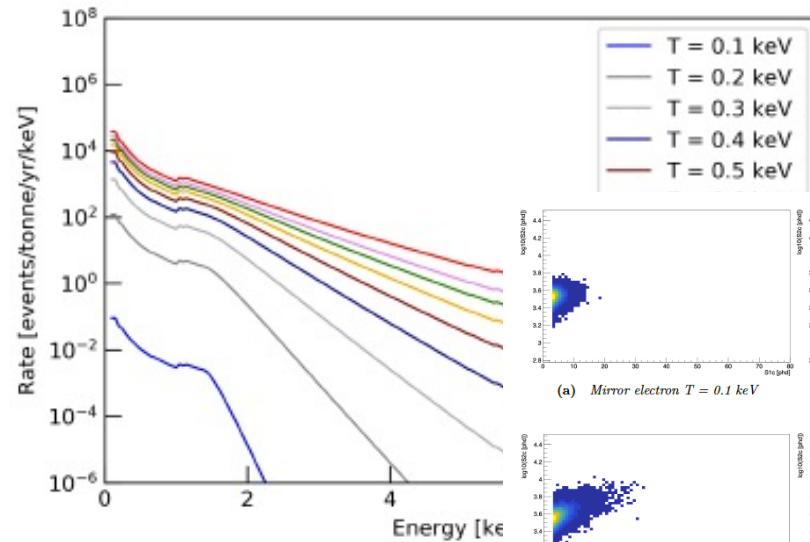 10^8
10^6
10^4
10^2
10^0
10^-2
10^-4
10^-6
Rate [events/tonne/yr/keV]
0
2
4
Energy [ke
T = 0.1 keV
T = 0.2 keV
T = 0.3 keV
T = 0.4 keV
T = 0.5 keV
log10(S2c [phd])
4.4
4.2
4
3.8
3.6
3.4
3.2
3
2.8
0 10 20 30 40 50 60 70 80
S1c [phd]
(a) Mirror electron T = 0.1 keV
log10(S2c [phd])
4.4
4.2
4
3.8
3.6
3.4